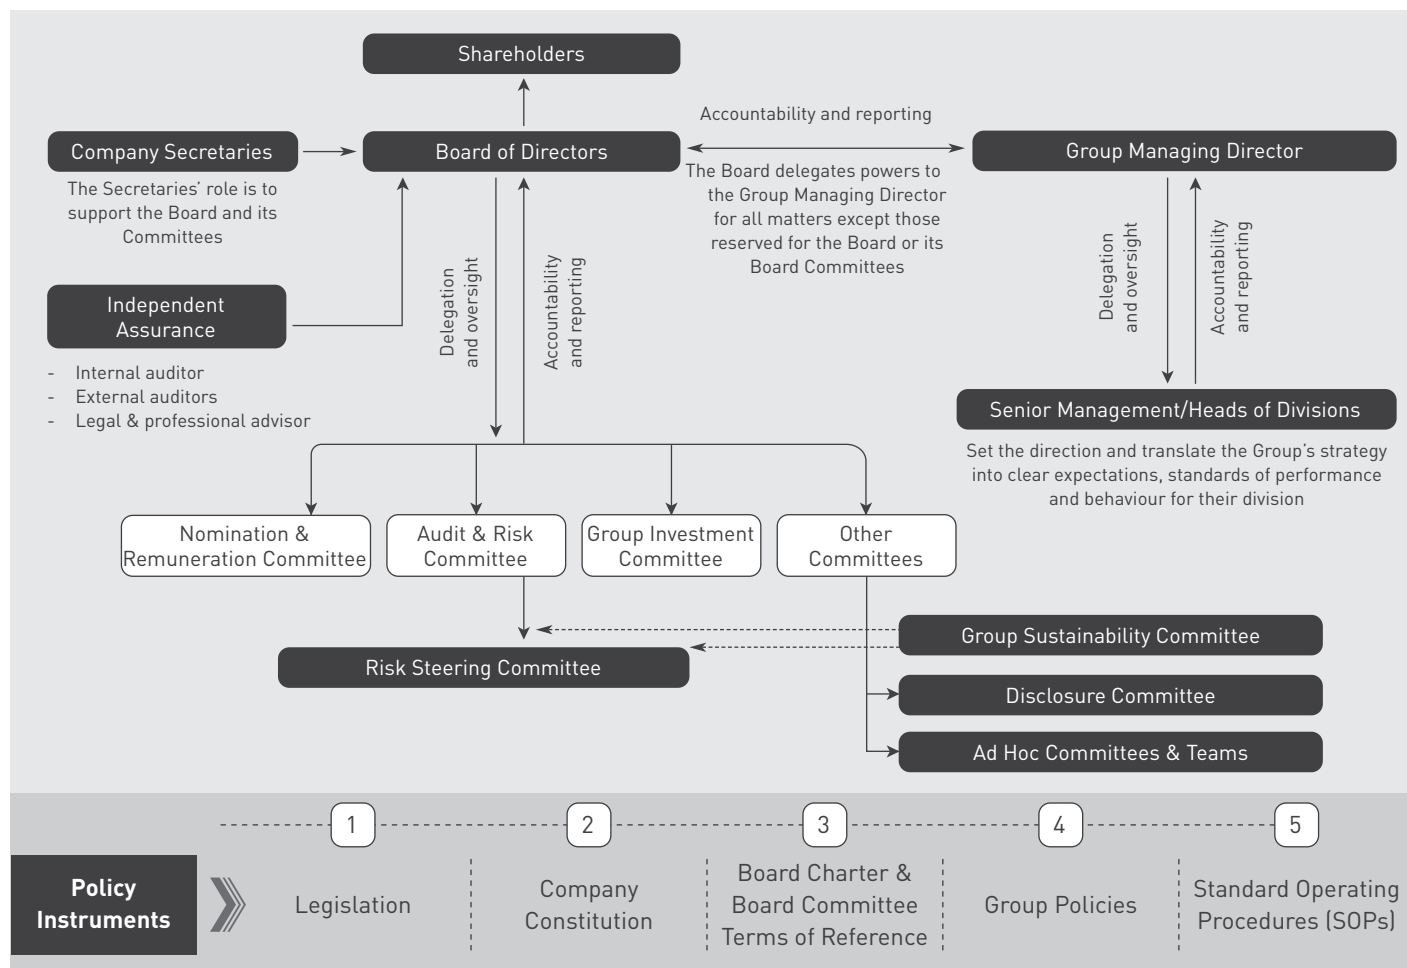 Shareholders
Accountability and reporting
Company Secretaries
Board of Directors
Group Managing Director
The Secretaries' role is to
support the Board and its
Committees
The Board delegates powers to
the Group Managing Director
for all matters except those
reserved for the Board or its
Board Committees
Delegation
and oversight
Accountability
and reporting
Delegation
and oversight
Accountability
and reporting
Independent
Assurance
- Internal auditor
- External auditors
- Legal & professional advisor
Senior Management/Heads of Divisions
Set the direction and translate the Group's strategy
into clear expectations, standards of performance
and behaviour for their division
Nomination &
Remuneration Committee
Audit & Risk
Committee
Group Investment
Committee
Other
Committees
Group Sustainability Committee
Risk Steering Committee
Disclosure Committee
Ad Hoc Committees & Teams
Policy
Instruments
1
Legislation
2
Company
Constitution
3
Board Charter &
Board Committee
Terms of Reference
4
Group Policies
5
Standard Operating
Procedures (SOPs)